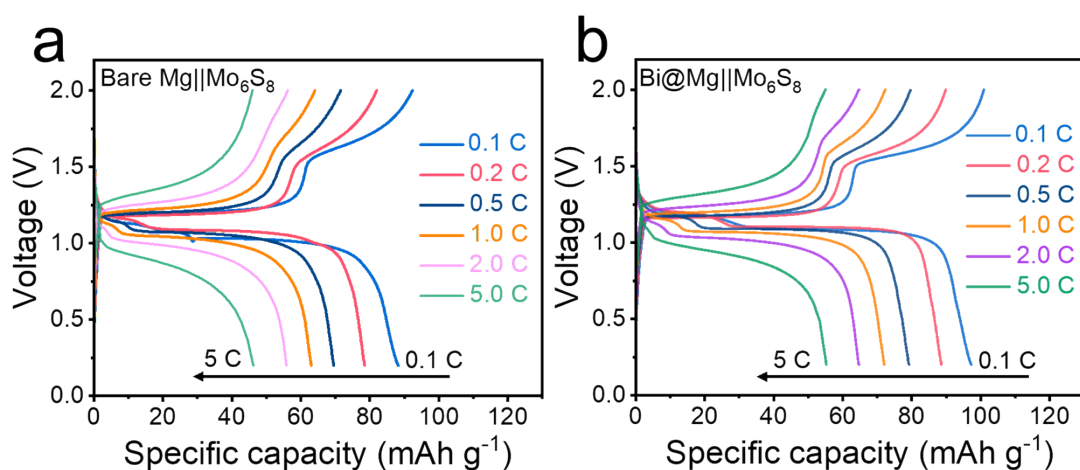 a
Bare Mg||Mo₆S₈
2.0
1.5
1.0
0.5
0.0
Voltage (V)
0.1 C
0.2 C
0.5 C
1.0 C
2.0 C
5.0 C
5 C
0.1 C
0 20 40 60 80 100 120
Specific capacity (mAh g⁻¹)
b
Bi@Mg||Mo₆S₈
2.0
1.5
1.0
0.5
0.0
Voltage (V)
0.1 C
0.2 C
0.5 C
1.0 C
2.0 C
5.0 C
5 C
0.1 C
0 20 40 60 80 100 120
Specific capacity (mAh g⁻¹)